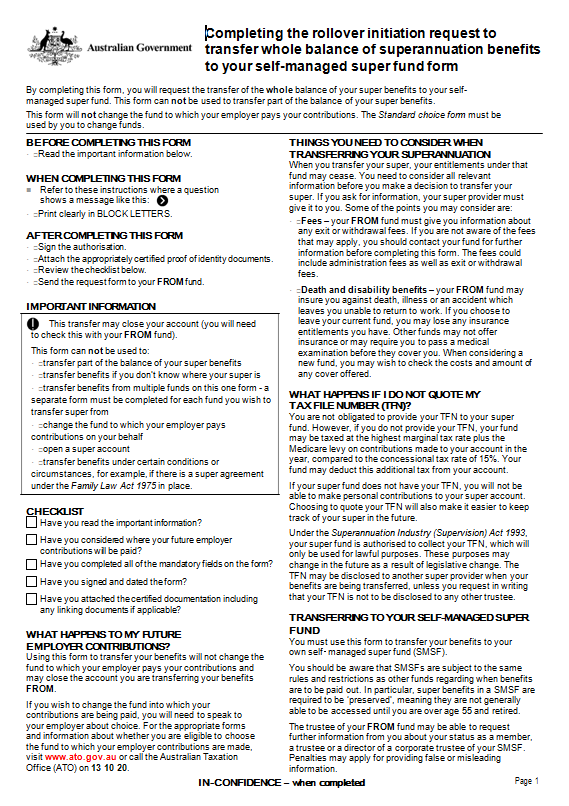 Australian Government
Completing the rollover initiation request to
transfer whole balance of superannuation benefits
to your self-managed super fund form
By completing this form, you will request the transfer of the whole balance of your super benefits to your self-
managed super fund. This form can not be used to transfer part of the balance of your super benefits.
This form will not change the fund to which your employer pays your contributions. The Standard choice form must be
used by you to change funds.
BEFORE COMPLETING THIS FORM
Read the important information below.
WHEN COMPLETING THIS FORM
Refer to these instructions where a question
shows a message like this:
Print clearly in BLOCK LETTERS.
AFTER COMPLETING THIS FORM
Sign the authorisation.
Attach the appropriately certified proof of identity documents.
Review the checklist below.
Send the request form to your FROM fund.
IMPORTANT INFORMATION
This transfer may close your account (you will need
to check this with your FROM fund).
This form can not be used to:
transfer part of the balance of your super benefits
transfer benefits if you don't know where your super is
transfer benefits from multiple funds on this one form - a
separate form must be completed for each fund you wish to
transfer super from
change the fund to which your employer pays
contributions on your behalf
open a super account
transfer benefits under certain conditions or
circumstances, for example, if there is a super agreement
under the Family Law Act 1975 in place.
CHECKLIST
Have you read the important information?
Have you considered where your future employer
contributions will be paid?
Have you completed all of the mandatory fields on the form?
Have you signed and dated the form?
Have you attached the certified documentation including
any linking documents if applicable?
WHAT HAPPENS TO MY FUTURE
EMPLOYER CONTRIBUTIONS?
Using this form to transfer your benefits will not change the
fund to which your employer pays your contributions and
may close the account you are transferring your benefits
FROM.
If you wish to change the fund into which your
contributions are being paid, you will need to speak to
your employer about choice. For the appropriate forms
and information about whether you are eligible to choose
the fund to which your employer contributions are made,
visit www.ato.gov.au or call the Australian Taxation
Office (ATO) on 13 10 20.
THINGS YOU NEED TO CONSIDER WHEN
TRANSFERRING YOUR SUPERANNUATION
When you transfer your super, your entitlements under that
fund may cease. You need to consider all relevant
information before you make a decision to transfer your
super. If you ask for information, your super provider must
give it to you. Some of the points you may consider are:
Fees – your FROM fund must give you information about
any exit or withdrawal fees. If you are not aware of the fees
that may apply, you should contact your fund for further
information before completing this form. The fees could
include administration fees as well as exit or withdrawal
fees.
Death and disability benefits – your FROM fund may
insure you against death, illness or an accident which
leaves you unable to return to work. If you choose to
leave your current fund, you may lose any insurance
entitlements you have. Other funds may not offer
insurance or may require you to pass a medical
examination before they cover you. When considering a
new fund, you may wish to check the costs and amount of
any cover offered.
WHAT HAPPENS IF I DO NOT QUOTE MY
TAX FILE NUMBER (TFN)?
You are not obligated to provide your TFN to your super
fund. However, if you do not provide your TFN, your fund
may be taxed at the highest marginal tax rate plus the
Medicare levy on contributions made to your account in the
year, compared to the concessional tax rate of 15%. Your
fund may deduct this additional tax from your account.
If your super fund does not have your TFN, you will not be
able to make personal contributions to your super account.
Choosing to quote your TFN will also make it easier to keep
track of your super in the future.
Under the Superannuation Industry (Supervision) Act 1993,
your super fund is authorised to collect your TFN, which will
only be used for lawful purposes. These purposes may
change in the future as a result of legislative change. The
TFN may be disclosed to another super provider when your
benefits are being transferred, unless you request in writing
that your TFN is not to be disclosed to any other trustee.
TRANSFERRING TO YOUR SELF-MANAGED SUPER
FUND
You must use this form to transfer your benefits to your
own self- managed super fund (SMSF).
You should be aware that SMSFs are subject to the same
rules and restrictions as other funds regarding when benefits
are to be paid out. In particular, super benefits in a SMSF are
required to be 'preserved', meaning they are not generally
able to be accessed until you are over age 55 and retired.
The trustee of your FROM fund may be able to request
further information from you about your status as a member,
a trustee or a director of a corporate trustee of your SMSF.
Penalties may apply for providing false or misleading
information.
IN-CONFIDENCE – when completed
Page 1